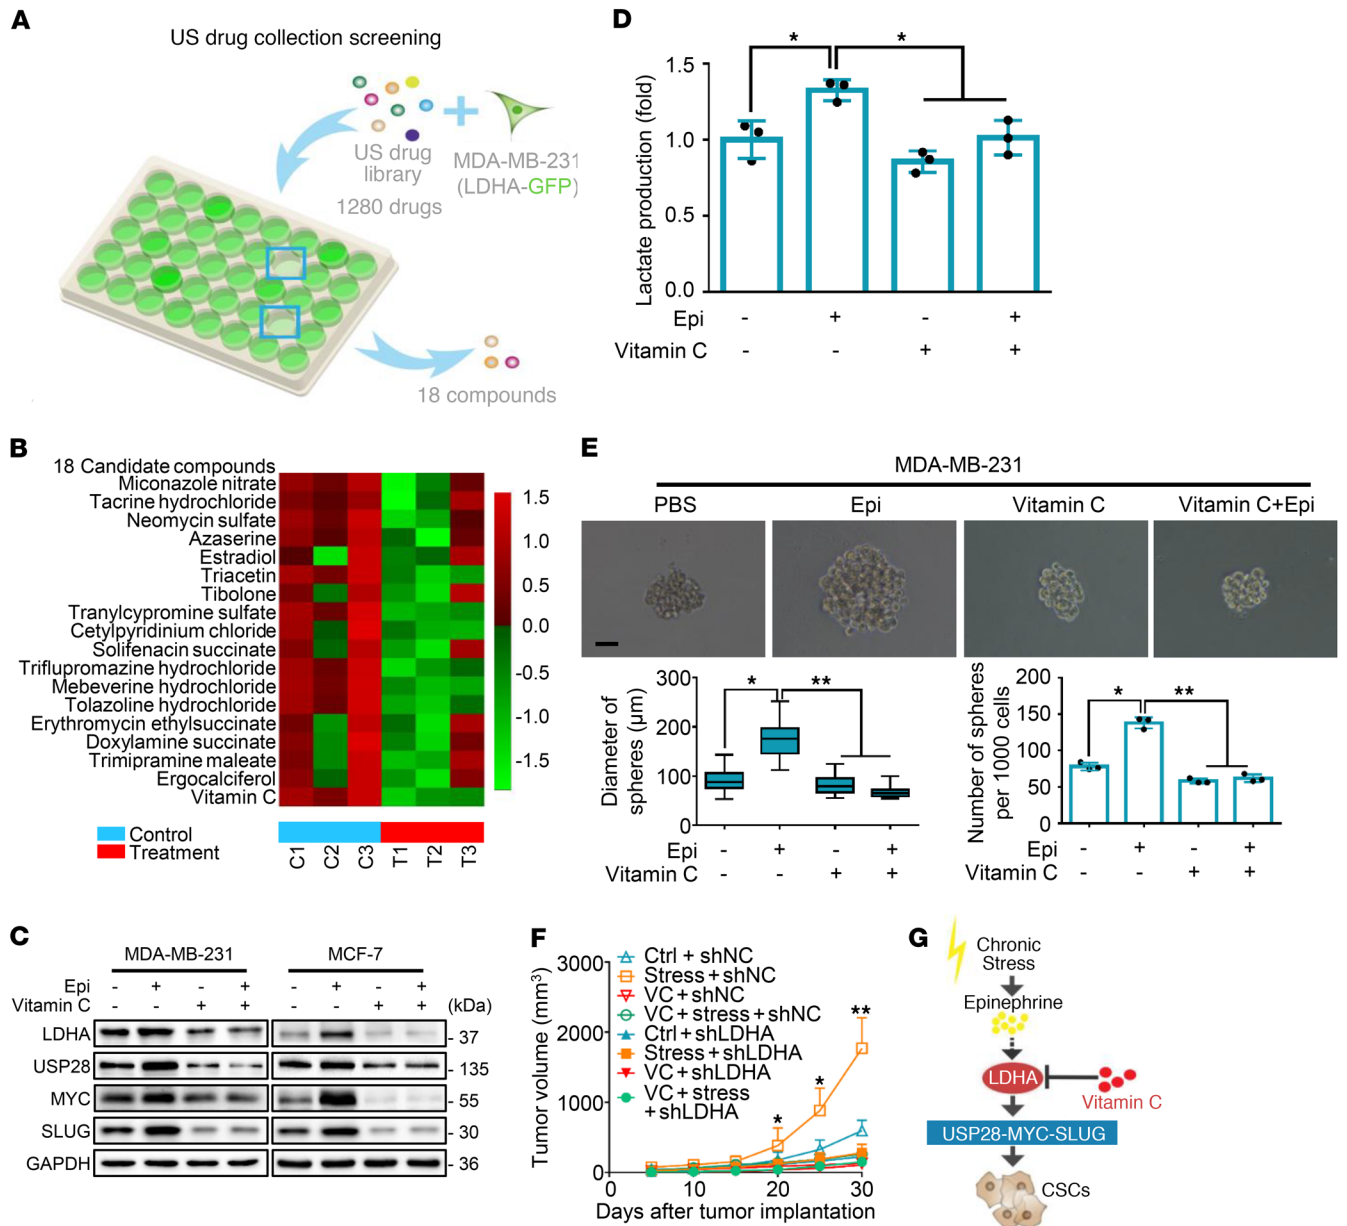 A
US drug collection screening
US drug
library
1280 drugs
MDA-MB-231
(LDHA-GFP)
18 compounds
B
18 Candidate compounds
Miconazole nitrate
Tacrine hydrochloride
Neomycin sulfate
Azaserine
Estradiol
Triacetin
Tibolone
Tranylcypromine sulfate
Cetylpyridinium chloride
Solifenacin succinate
Triflupromazine hydrochloride
Mebeverine hydrochloride
Tolazoline hydrochloride
Erythromycin ethylsuccinate
Doxylamine succinate
Trimipramine maleate
Ergocalciferol
Vitamin C
1.5
1.0
0.5
0.0
-0.5
-1.0
-1.5
Control
Treatment
C1 C2 C3 T1 T2 T3
C
MDA-MB-231 MCF-7
Epi - + - + - + - +
Vitamin C - - + + - - + + (kDa)
LDHA - 37
USP28 - 135
MYC - 55
SLUG - 30
GAPDH - 36
D
Lactate production (fold)
1.5
1.0
0.5
0.0
* *
Epi - + - +
Vitamin C - - + +
E
MDA-MB-231
PBS Epi Vitamin C Vitamin C+Epi
Diameter of
spheres (µm)
300
200
100
0
* **
Epi - + - +
Vitamin C - - + +
Number of spheres
per 1000 cells
200
150
100
50
0
* **
Epi - + - +
Vitamin C - - + +
F
Tumor volume (mm³)
3000
2000
1000
0
Ctrl + shNC
Stress + shNC
VC + shNC
VC + stress + shNC
Ctrl + shLDHA
Stress + shLDHA
VC + shLDHA
VC + stress
+ shLDHA
* * **
0 10 20 30
Days after tumor implantation
G
Chronic
Stress
Epinephrine
LDHA
Vitamin C
USP28-MYC-SLUG
CSCs